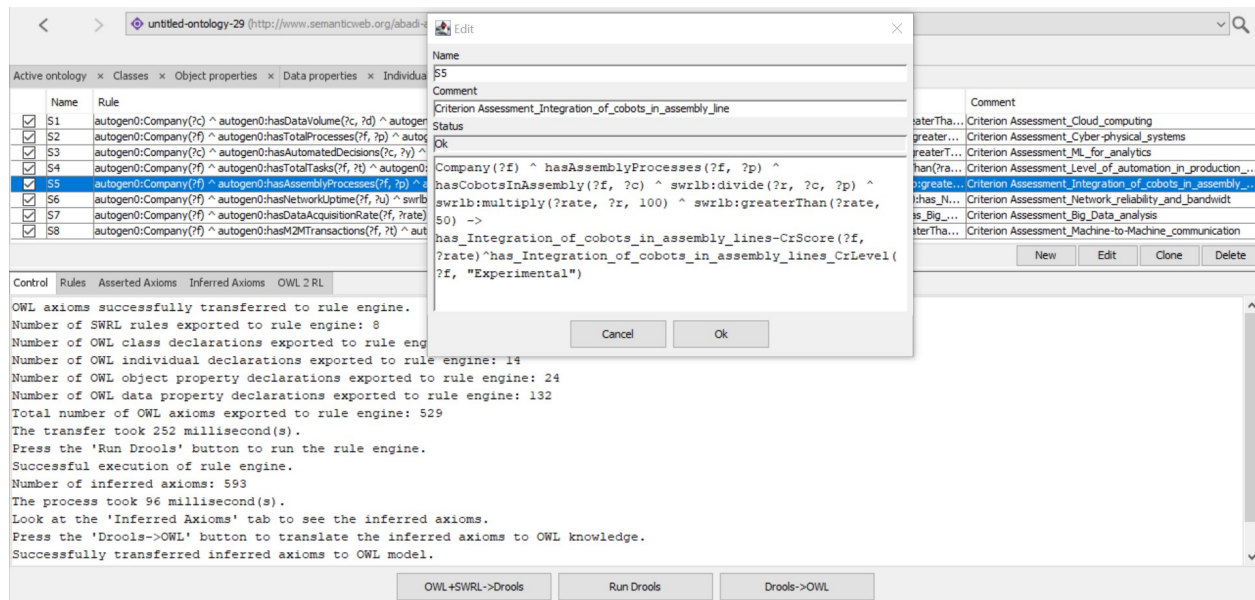 untitled-ontology-29 (http://www.semanticweb.org/abadi-a
Edit
Name
S5
Comment
Criterion Assessment_Integration_of_cobots_in_assembly_line
Status
Ok
Company(?f) ^ hasAssemblyProcesses(?f, ?p) ^
hasCobotsInAssembly(?f, ?c) ^ swrlb:divide(?r, ?c, ?p) ^
swrlb:multiply(?rate, ?r, 100) ^ swrlb:greaterThan(?rate,
50) ->
has_Integration_of_cobots_in_assembly_lines-CrScore(?f,
?rate)^has_Integration_of_cobots_in_assembly_lines_CrLevel(
?f, "Experimental")
Cancel Ok
Active ontology × Classes × Object properties × Data properties × Individua
Name Rule Comment
S1 autogen0:Company(?c) ^ autogen0:hasDataVolume(?c, ?d) ^ autogen eaterTha... Criterion Assessment_Cloud_computing
S2 autogen0:Company(?f) ^ autogen0:hasTotalProcesses(?f, ?p) ^ autog greater... Criterion Assessment_Cyber-physical_systems
S3 autogen0:Company(?c) ^ autogen0:hasAutomatedDecisions(?c, ?y) ^ greaterT... Criterion Assessment_ML_for_analytics
S4 autogen0:Company(?f) ^ autogen0:hasTotalTasks(?f, ?t) ^ autogen0: han(?ra... Criterion Assessment_Level_of_automation_in_production_...
S5 autogen0:Company(?f) ^ autogen0:hasAssemblyProcesses(?f, ?p) ^ a :greate... Criterion Assessment_Integration_of_cobots_in_assembly_...
S6 autogen0:Company(?f) ^ autogen0:hasNetworkUptime(?f, ?u) ^ swrlb :has_N... Criterion Assessment_Network_reliability_and_bandwidt
S7 autogen0:Company(?f) ^ autogen0:hasDataAcquisitionRate(?f, ?rate) as_Big_... Criterion Assessment_Big_Data_analysis
S8 autogen0:Company(?f) ^ autogen0:hasM2MTransactions(?f, ?t) ^ aut aterTha... Criterion Assessment_Machine-to-Machine_communication
New Edit Clone Delete
Control Rules Asserted Axioms Inferred Axioms OWL 2 RL
OWL axioms successfully transferred to rule engine.
Number of SWRL rules exported to rule engine: 8
Number of OWL class declarations exported to rule eng
Number of OWL individual declarations exported to rule engine: 14
Number of OWL object property declarations exported to rule engine: 24
Number of OWL data property declarations exported to rule engine: 132
Total number of OWL axioms exported to rule engine: 529
The transfer took 252 millisecond(s).
Press the 'Run Drools' button to run the rule engine.
Successful execution of rule engine.
Number of inferred axioms: 593
The process took 96 millisecond(s).
Look at the 'Inferred Axioms' tab to see the inferred axioms.
Press the 'Drools->OWL' button to translate the inferred axioms to OWL knowledge.
Successfully transferred inferred axioms to OWL model.
OWL+SWRL->Drools Run Drools Drools->OWL